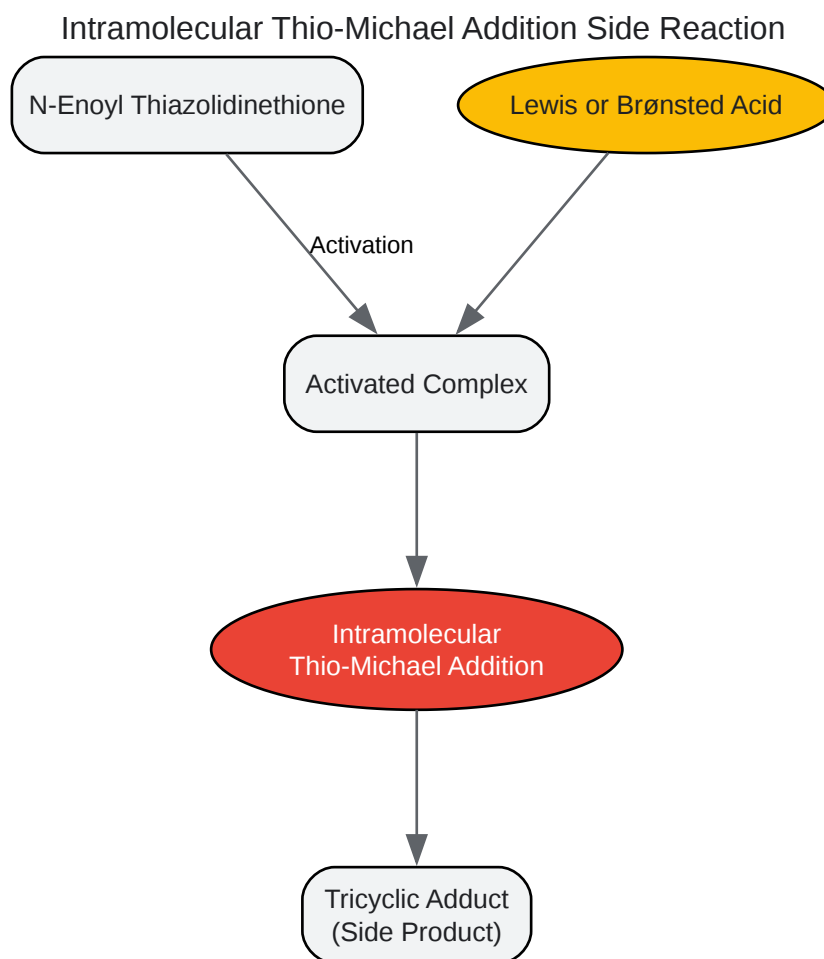 Intramolecular Thio-Michael Addition Side Reaction
N-Enoyl Thiazolidinethione
Lewis or Brønsted Acid
Activation
Activated Complex
Intramolecular
Thio-Michael Addition
Tricyclic Adduct
(Side Product)